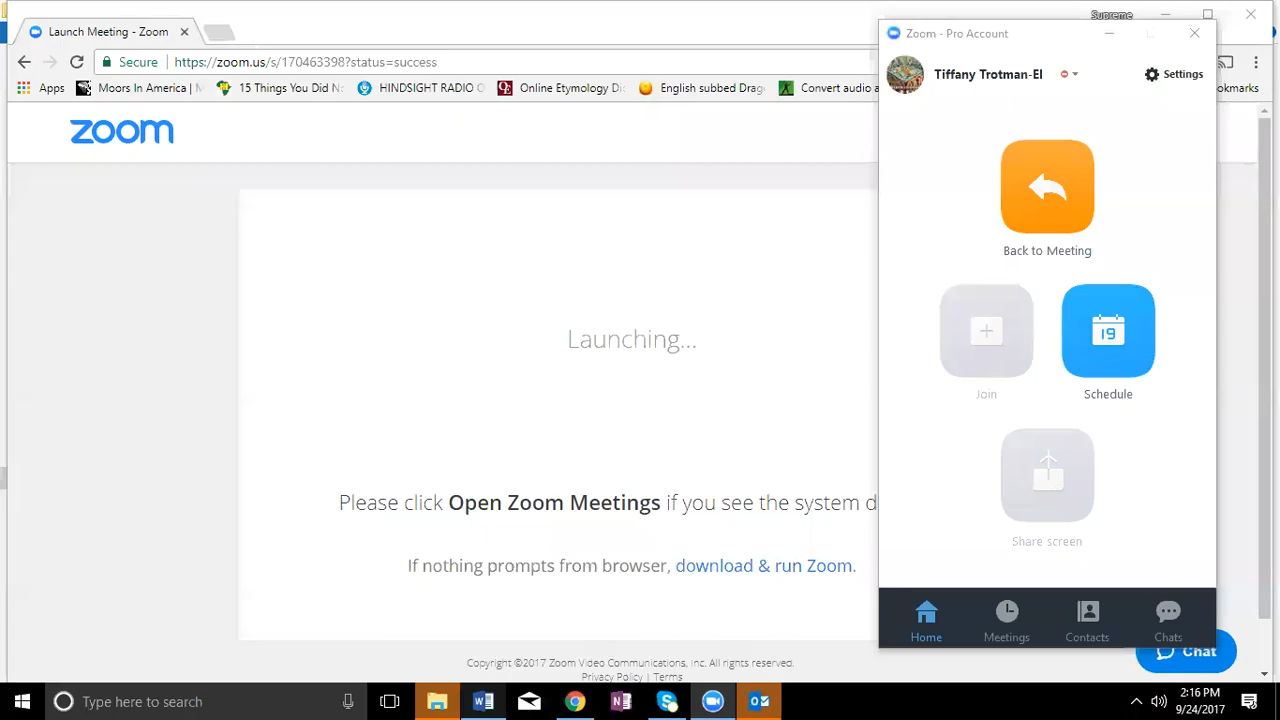 Supreme
Launch Meeting - Zoom
Zoom - Pro Account
Secure https://zoom.us/s/170463398?status=success
Tiffany Trotman-El
Settings
Apps
Moors In America |
15 Things You Did N
HINDSIGHT RADIO
Online Etymology Di
English subbed Drag
Convert audio
okmarks
zoom
Back to Meeting
Launching...
19
Join
Schedule
Please click Open Zoom Meetings if you see the system d
Share screen
If nothing prompts from browser, download & run Zoom.
Home
Meetings
Contacts
Chats
Chat
Copyright ©2017 Zoom Video Communications, Inc. All rights reserved.
Privacy Policy | Terms
Type here to search
2:16 PM
9/24/2017